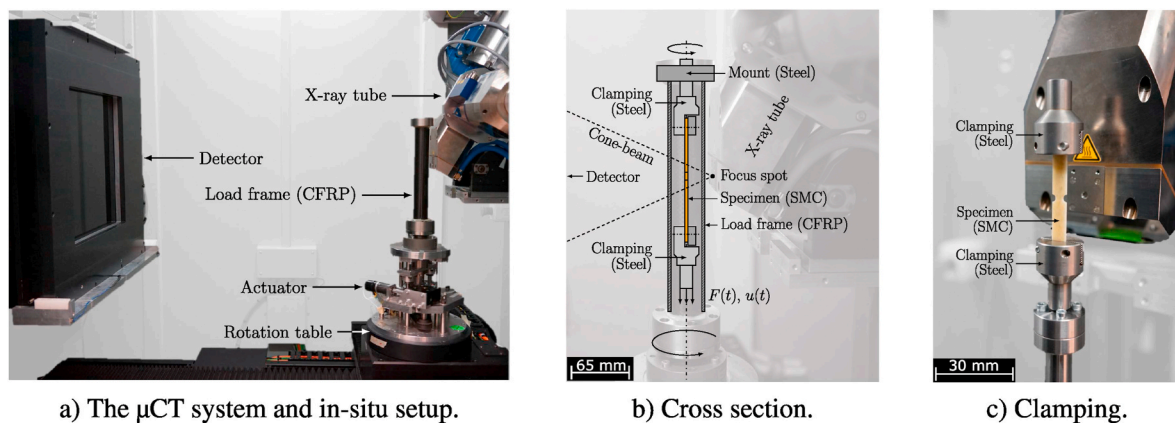 X-ray tube
Detector
Load frame (CFRP)
Actuator
Rotation table
a) The µCT system and in-situ setup.
Mount (Steel)
Clamping
(Steel)
Cone-beam
X-ray tube
Detector
Focus spot
Specimen (SMC)
Load frame (CFRP)
Clamping
(Steel)
F(t), u(t)
65 mm
b) Cross section.
Clamping
(Steel)
Specimen
(SMC)
Clamping
(Steel)
30 mm
c) Clamping.